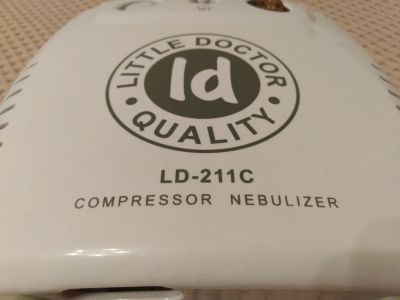 LITTLE DOCTOR
ld
QUALITY
LD-211C
COMPRESSOR NEBULIZER